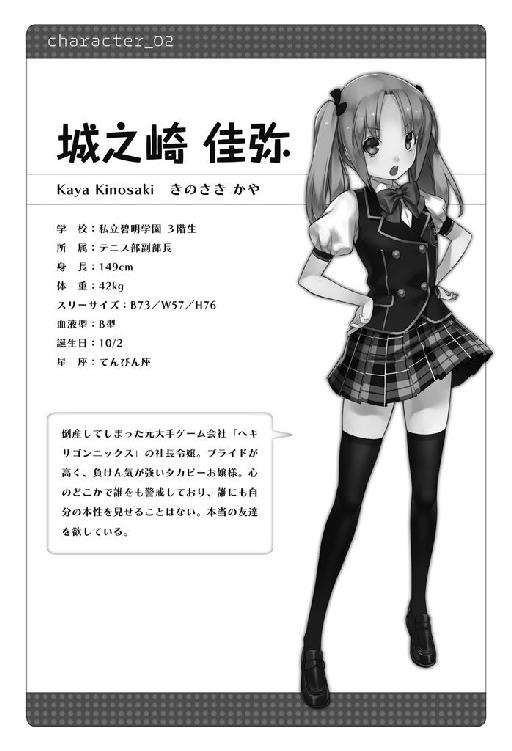 character_02
城之崎 佳弥
Kaya Kinosaki きのさき かや
学 校：私立碧明学園 3階生
所 属：テニス部副部長
身 長：149cm
体 重：42kg
スリーサイズ：B73／W57／H76
血液型：B型
誕生日：10/2
星 座：てんびん座
倒産してしまった元大手ゲーム会社「ヘキ
リゴンニックス」の社長令嬢。プライドが
高く、負けん気が強いタカビーお嬢様。心
のどこかで誰をも警戒しており、誰にも自
分の本性を見せることはない。本当の友達
を欲している。